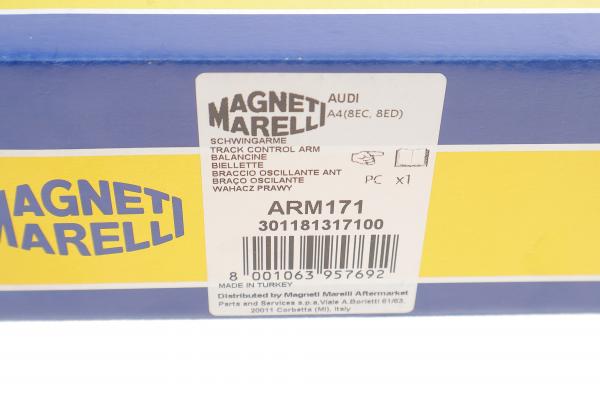 MAGNETI
MARELLI
AUDI
A4(8EC, 8ED)
SCHWINGARME
TRACK CONTROL ARM
BALANCINE
BIELLETTE
BRACCIO OSCILLANTE ANT
BRAÇO OSCILANTE
WAHACZ PRAWY
PC x1
ARM171
301181317100
8 001063 957692
MADE IN TURKEY
Distributed by Magneti Marelli Aftermarket
Parts and Services s.p.a, Viale A.Borletti 61/63,
20011 Corbetta (MI), Italy
MAGNETI
MARELLI